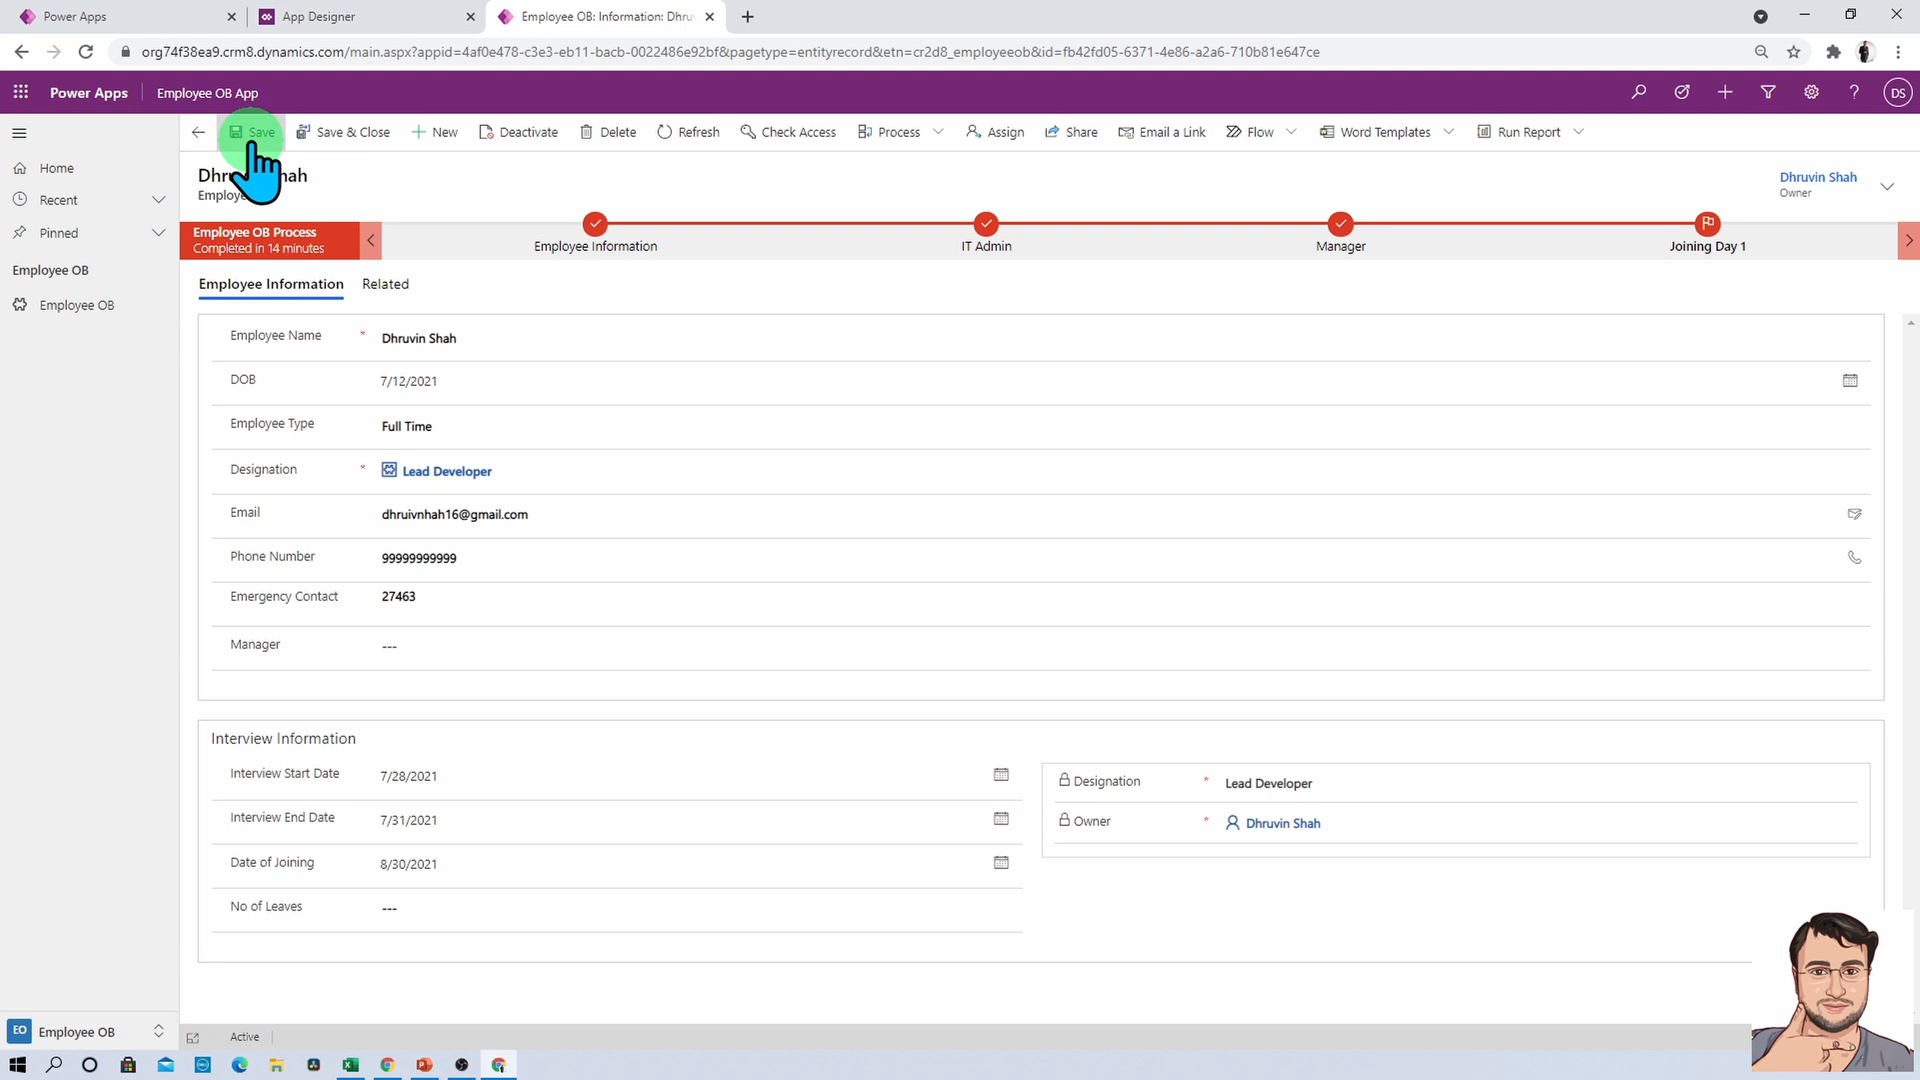 Power Apps
App Designer
Employee OB: Information: Dhru
org74f38ea9.crm8.dynamics.com/main.aspx?appid=4af0e478-c3e3-eb11-bacb-0022486e92bf&pagetype=entityrecord&etn=cr2d8_employeeob&id=fb42fd05-6371-4e86-a2a6-710b81e647ce
Power Apps
Employee OB App
DS
Save
Save & Close
New
Deactivate
Delete
Refresh
Check Access
Process
Assign
Share
Email a Link
Flow
Word Templates
Run Report
Home
Recent
Pinned
Employee OB
Employee OB
Dhruvin Shah
Employe
Dhruvin Shah
Owner
Employee OB Process
Completed in 14 minutes
Employee Information
IT Admin
Manager
Joining Day 1
Employee Information
Related
Employee Name * Dhruvin Shah
DOB 7/12/2021
Employee Type Full Time
Designation * Lead Developer
Email dhruivnhah16@gmail.com
Phone Number 99999999999
Emergency Contact 27463
Manager ---
Interview Information
Interview Start Date 7/28/2021
Interview End Date 7/31/2021
Date of Joining 8/30/2021
No of Leaves ---
Designation * Lead Developer
Owner * Dhruvin Shah
EO Employee OB
Active